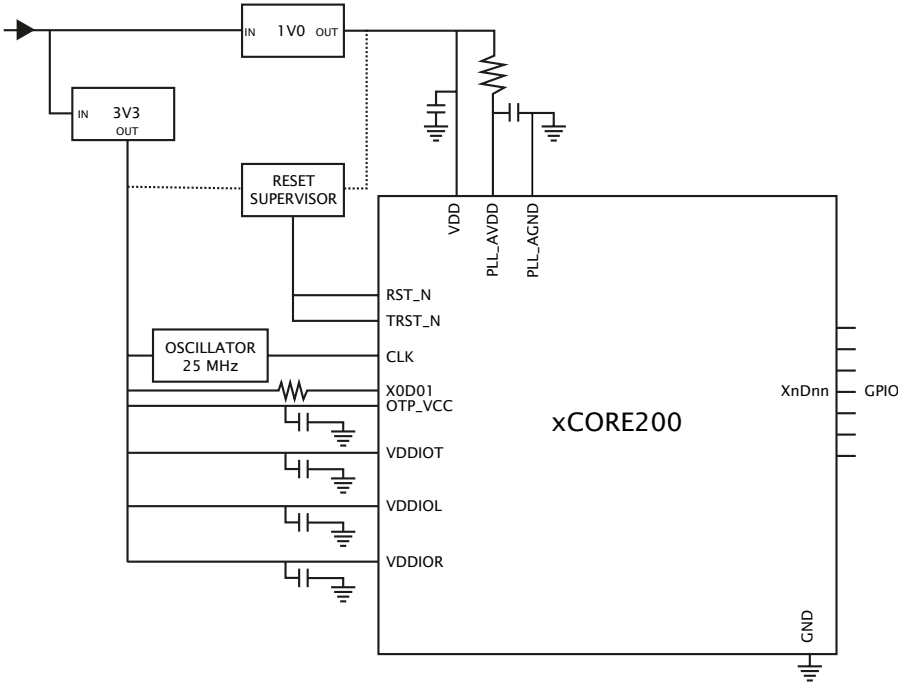 IN 1V0 OUT
IN 3V3
OUT
RESET
SUPERVISOR
VDD
PLL_AVDD
PLL_AGND
RST_N
TRST_N
OSCILLATOR
25 MHz
CLK
X0D01
OTP_VCC
XnDnn GPIO
xCORE200
VDDIOT
VDDIOL
VDDIOR
GND